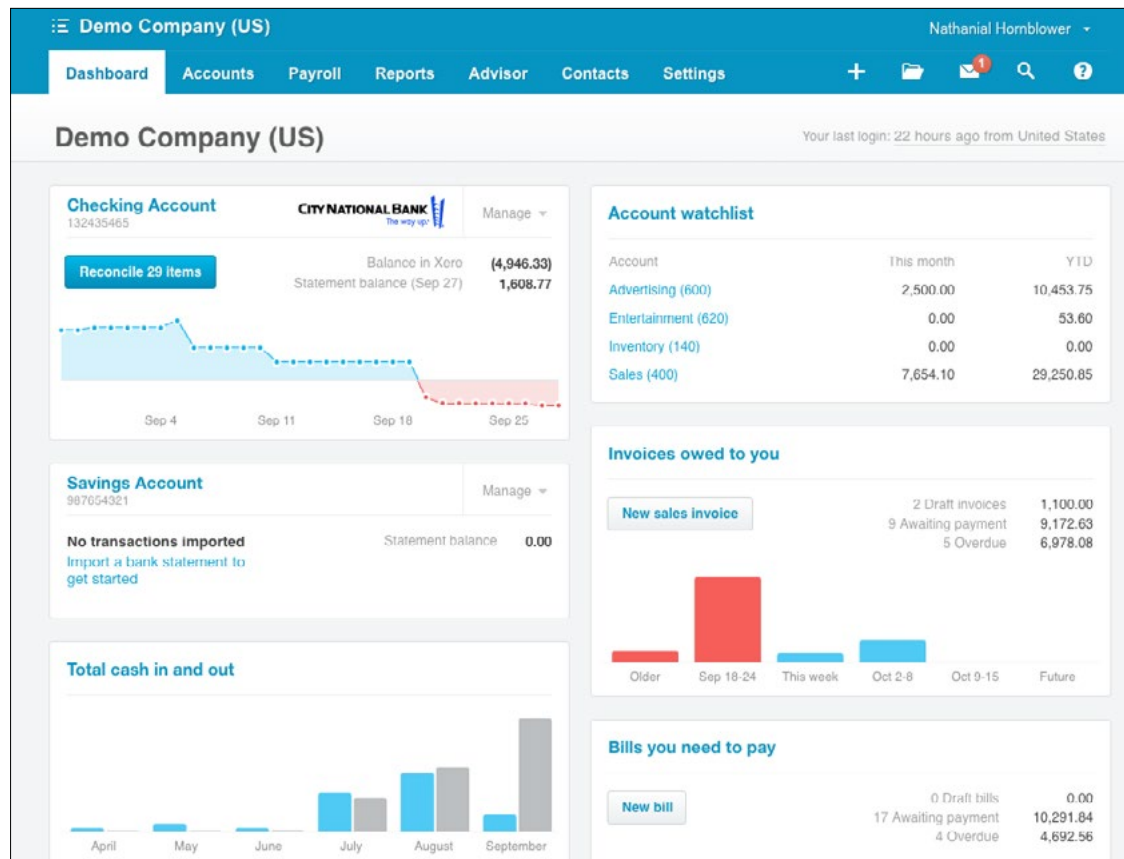 Demo Company (US)
Nathanial Hornblower
Dashboard Accounts Payroll Reports Advisor Contacts Settings
1
?
Demo Company (US)
Your last login: 22 hours ago from United States
Checking Account
132435465
CITY NATIONAL BANK
The way up.
Manage
Reconcile 29 items
Balance in Xero (4,946.33)
Statement balance (Sep 27) 1,608.77
Sep 4 Sep 11 Sep 18 Sep 25
Savings Account
987654321
Manage
No transactions imported
Import a bank statement to
get started
Statement balance 0.00
Total cash in and out
April May June July August September
Account watchlist
Account This month YTD
Advertising (600) 2,500.00 10,453.75
Entertainment (620) 0.00 53.60
Inventory (140) 0.00 0.00
Sales (400) 7,654.10 29,250.85
Invoices owed to you
New sales invoice
2 Draft invoices 1,100.00
9 Awaiting payment 9,172.63
5 Overdue 6,978.08
Older Sep 18-24 This week Oct 2-8 Oct 9-15 Future
Bills you need to pay
New bill
0 Draft bills 0.00
17 Awaiting payment 10,291.84
4 Overdue 4,692.56